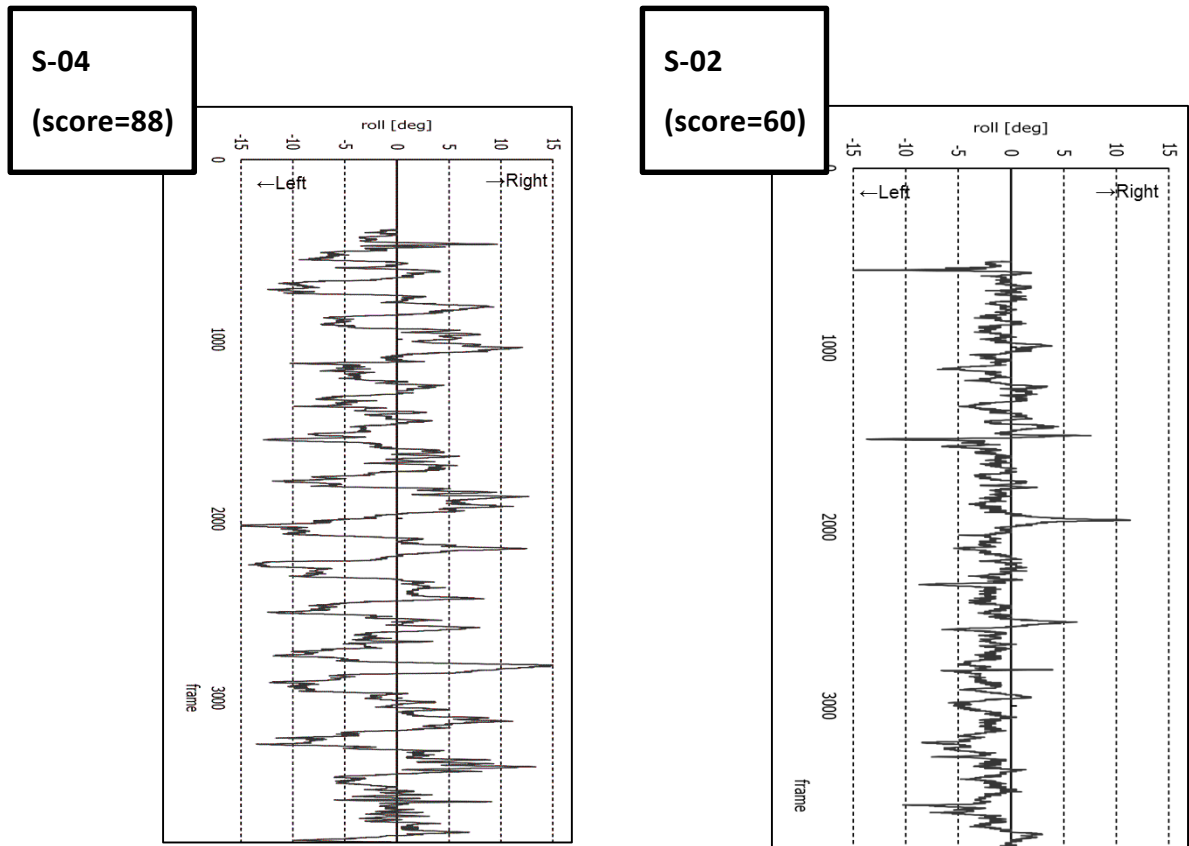 S-04
(score=88)
roll [deg]
-15 -10 -5 0 5 10 15
0
←Left →Right
1000
2000
3000
frame
S-02
(score=60)
roll [deg]
-15 -10 -5 0 5 10 15
0
←Left →Right
1000
2000
3000
frame